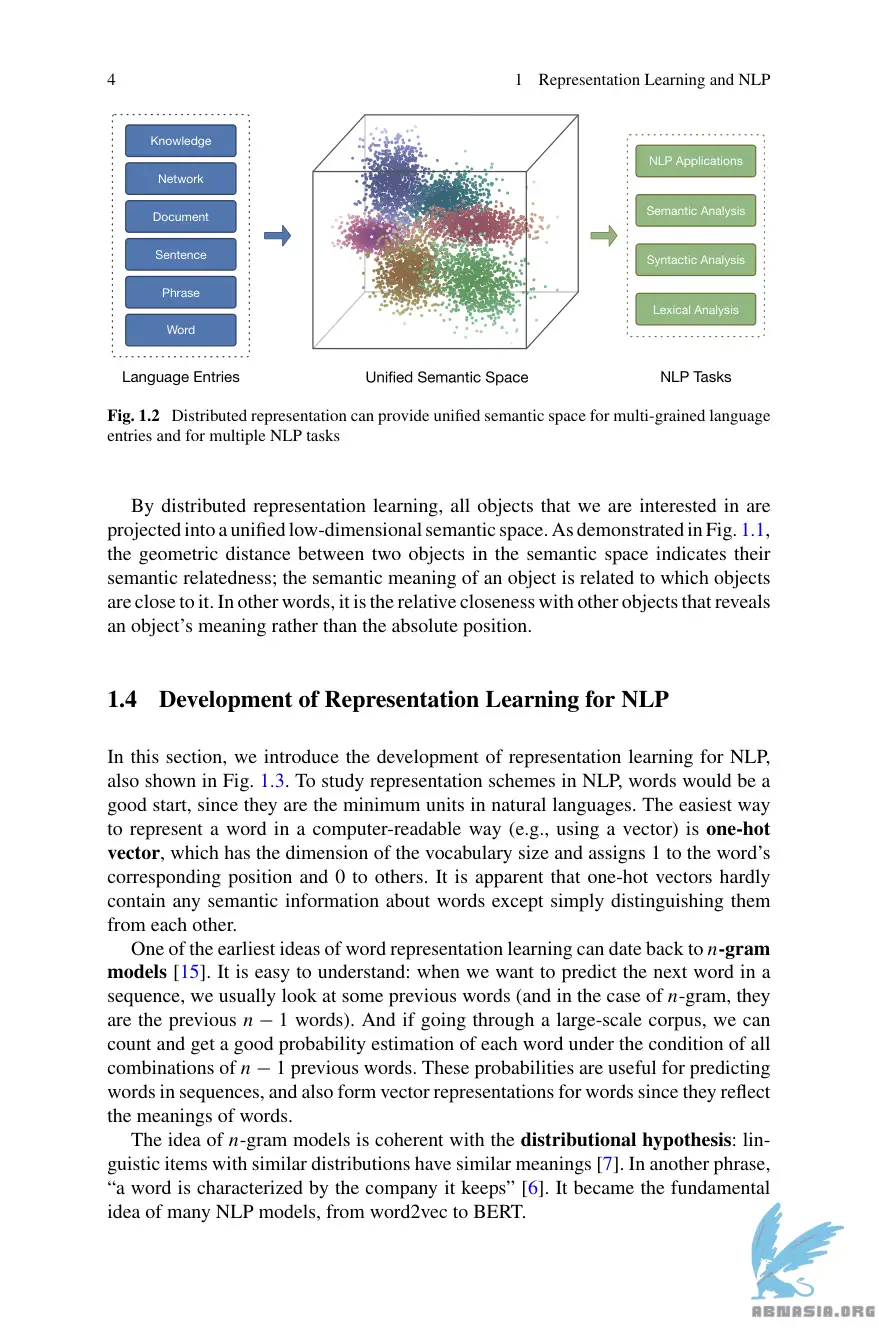 4
1 Representation Learning and NLP
Knowledge
Network
Document
Sentence
Phrase
Word
Language Entries
Unified Semantic Space
NLP Applications
Semantic Analysis
Syntactic Analysis
Lexical Analysis
NLP Tasks
Fig. 1.2 Distributed representation can provide unified semantic space for multi-grained language
entries and for multiple NLP tasks
By distributed representation learning, all objects that we are interested in are
projected into a unified low-dimensional semantic space. As demonstrated in Fig. 1.1,
the geometric distance between two objects in the semantic space indicates their
semantic relatedness; the semantic meaning of an object is related to which objects
are close to it. In other words, it is the relative closeness with other objects that reveals
an object’s meaning rather than the absolute position.
1.4 Development of Representation Learning for NLP
In this section, we introduce the development of representation learning for NLP,
also shown in Fig. 1.3. To study representation schemes in NLP, words would be a
good start, since they are the minimum units in natural languages. The easiest way
to represent a word in a computer-readable way (e.g., using a vector) is one-hot
vector, which has the dimension of the vocabulary size and assigns 1 to the word’s
corresponding position and 0 to others. It is apparent that one-hot vectors hardly
contain any semantic information about words except simply distinguishing them
from each other.
One of the earliest ideas of word representation learning can date back to n-gram
models [15]. It is easy to understand: when we want to predict the next word in a
sequence, we usually look at some previous words (and in the case of n-gram, they
are the previous n − 1 words). And if going through a large-scale corpus, we can
count and get a good probability estimation of each word under the condition of all
combinations of n − 1 previous words. These probabilities are useful for predicting
words in sequences, and also form vector representations for words since they reflect
the meanings of words.
The idea of n-gram models is coherent with the distributional hypothesis: lin-
guistic items with similar distributions have similar meanings [7]. In another phrase,
“a word is characterized by the company it keeps” [6]. It became the fundamental
idea of many NLP models, from word2vec to BERT.
ABNASIA.ORG